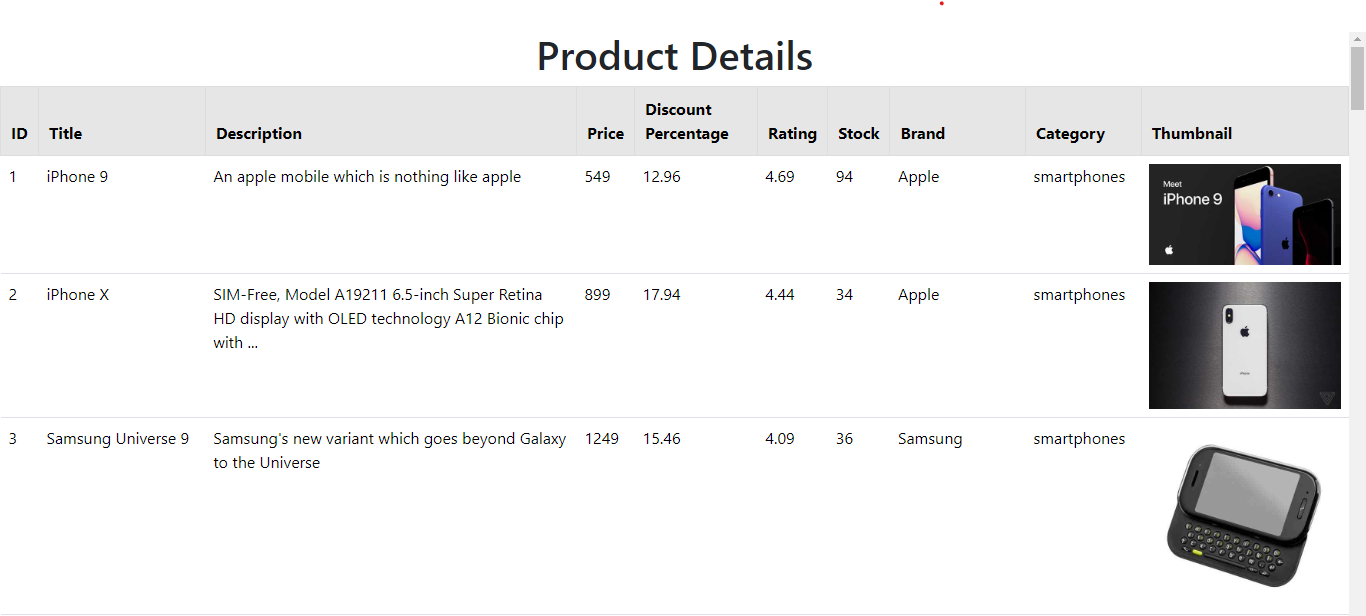 Product Details
ID Title Description Price Discount Percentage Rating Stock Brand Category Thumbnail
1 iPhone 9 An apple mobile which is nothing like apple 549 12.96 4.69 94 Apple smartphones
Meet
iPhone 9
2 iPhone X SIM-Free, Model A19211 6.5-inch Super Retina 899 17.94 4.44 34 Apple smartphones
HD display with OLED technology A12 Bionic chip
with ...
iPhone
3 Samsung Universe 9 Samsung's new variant which goes beyond Galaxy 1249 15.46 4.09 36 Samsung smartphones
to the Universe